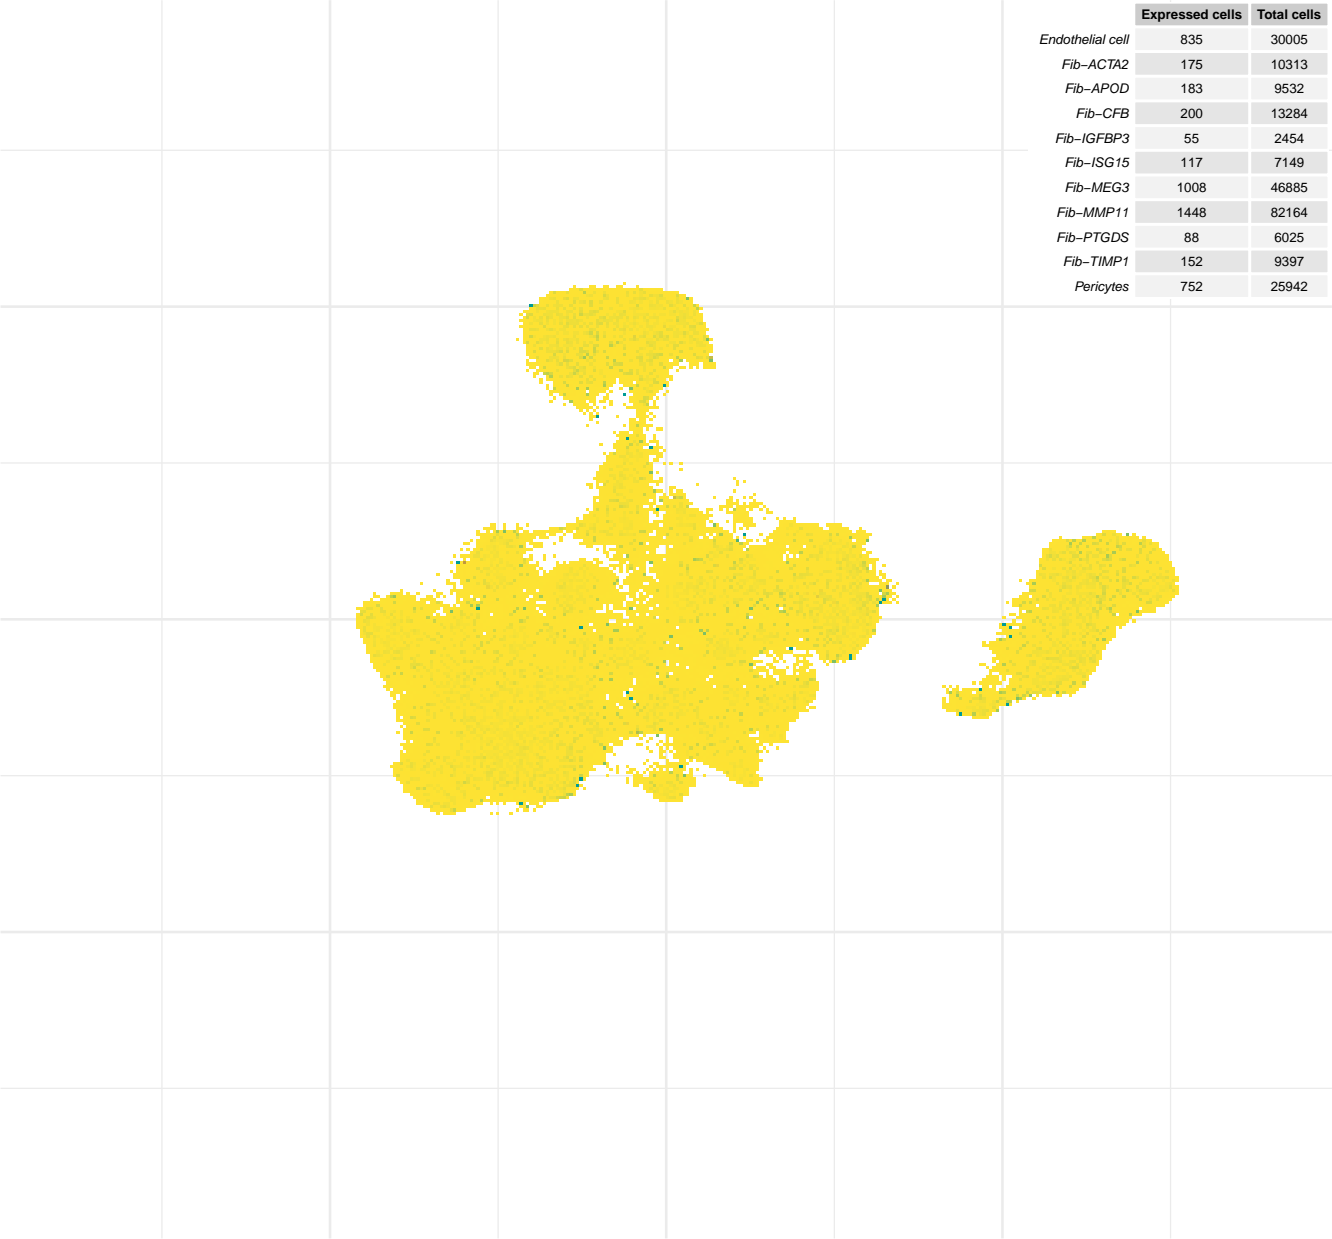 Expressed cells Total cells
Endothelial cell 835 30005
Fib−ACTA2 175 10313
Fib−APOD 183 9532
Fib−CFB 200 13284
Fib−IGFBP3 55 2454
Fib−ISG15 117 7149
Fib−MEG3 1008 46885
Fib−MMP11 1448 82164
Fib−PTGDS 88 6025
Fib−TIMP1 152 9397
Pericytes 752 25942